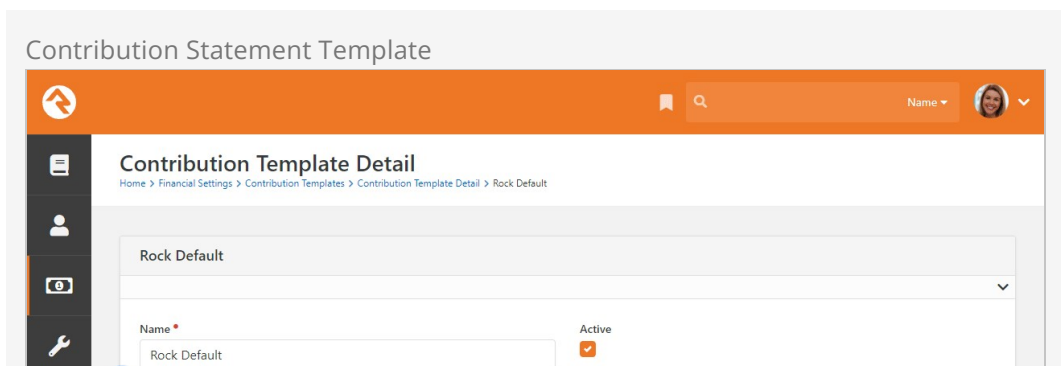 Contribution Statement Template
Name
Contribution Template Detail
Home > Financial Settings > Contribution Templates > Contribution Template Detail > Rock Default
Rock Default
Name *
Active
Rock Default